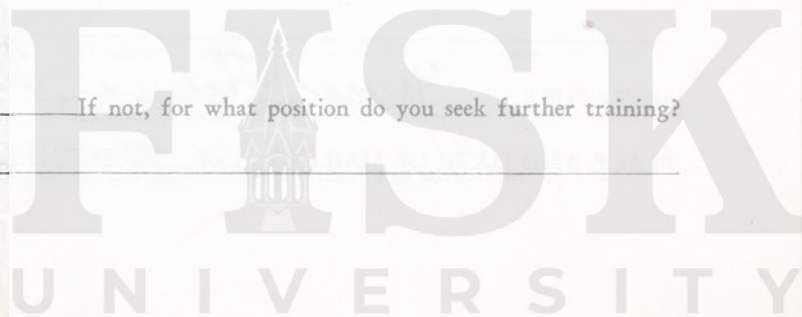 If not, for what position do you seek further training?
FISK
UNIVERSITY